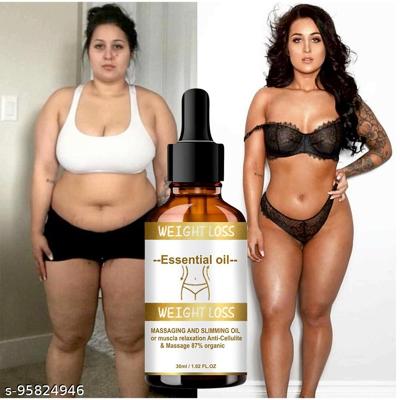 WEIGHT LOSS
--Essential oil--
WEIGHT LOSS
MASSAGING AND SLIMMING OIL
or muscla relaxation Anti-Cellulite
& Massage 87% organic
30ml / 1.02 FL.OZ
s-95824946